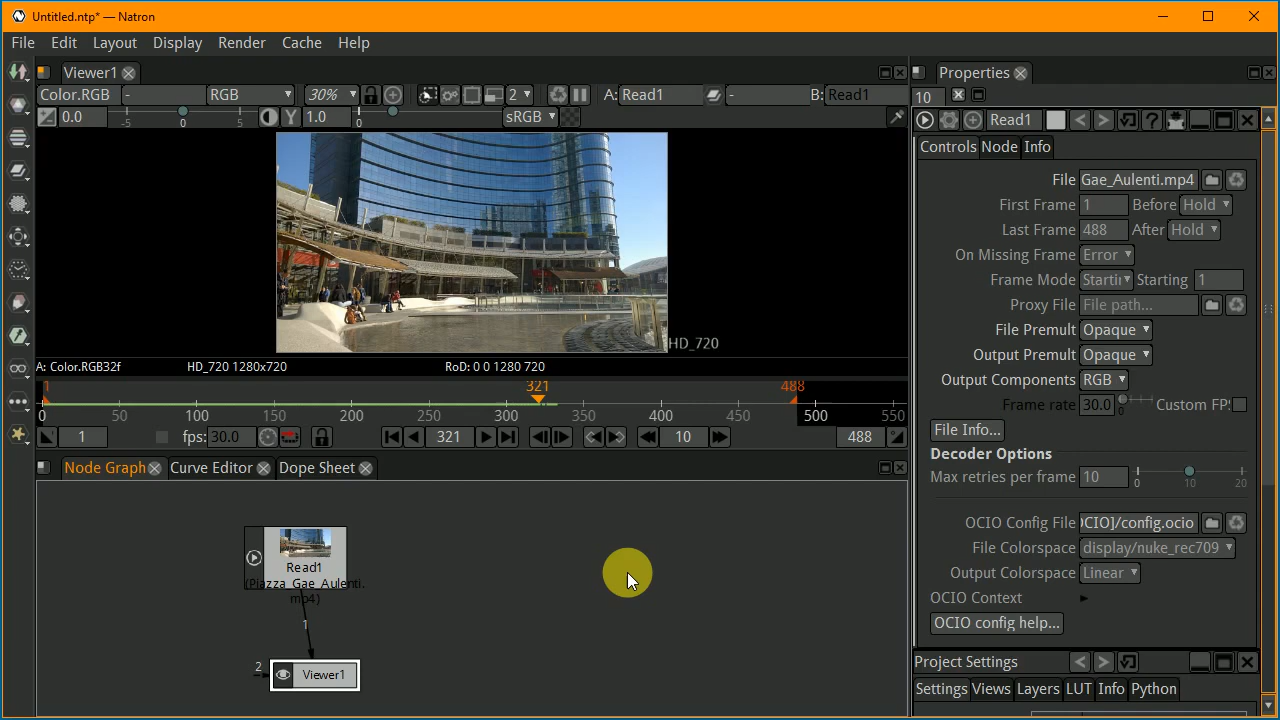 Untitled.ntp* — Natron
File Edit Layout Display Render Cache Help
Viewer1
Color.RGB - RGB 30% 2 A: Read1 - B: Read1
0.0 -5 0 5 Y 1.0 0 sRGB
HD_720
A: Color.RGB32f HD_720 1280x720 RoD: 0 0 1280 720
1 321 488
0 50 100 150 200 250 300 350 400 450 500 550
1 fps: 30.0 321 10 488
Node Graph Curve Editor Dope Sheet
Read1
(Piazza_Gae_Aulenti.
mp4)
1
2
Viewer1
Properties
10
Read1
Controls Node Info
File Gae_Aulenti.mp4
First Frame 1 Before Hold
Last Frame 488 After Hold
On Missing Frame Error
Frame Mode Starti Starting 1
Proxy File File path...
File Premult Opaque
Output Premult Opaque
Output Components RGB
Frame rate 30.0 0 Custom FPS
File Info...
Decoder Options
Max retries per frame 10 0 10 20
OCIO Config File OCIO]/config.ocio
File Colorspace display/nuke_rec709
Output Colorspace Linear
OCIO Context
OCIO config help...
Project Settings
Settings Views Layers LUT Info Python